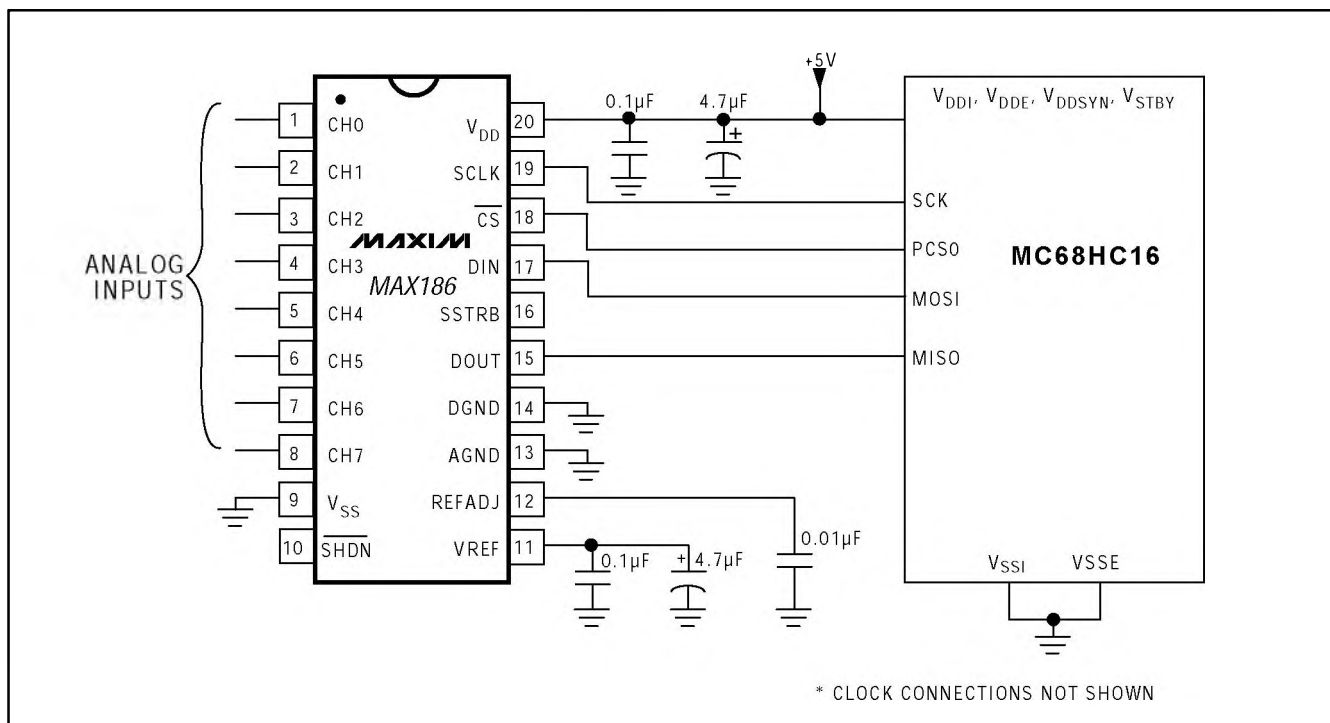 +5V
0.1µF
4.7µF
+
ANALOG
INPUTS
1
2
3
4
5
6
7
8
9
10
CH0
CH1
CH2
CH3
CH4
CH5
CH6
CH7
VSS
SHDN
MAXIM
MAX186
VDD
SCLK
CS
DIN
SSTRB
DOUT
DGND
AGND
REFADJ
VREF
20
19
18
17
16
15
14
13
12
11
0.1µF
+ 4.7µF
0.01µF
VDDI, VDDE, VDDSYN, VSTBY
SCK
PCS0
MOSI
MISO
MC68HC16
VSSI
VSSE
* CLOCK CONNECTIONS NOT SHOWN